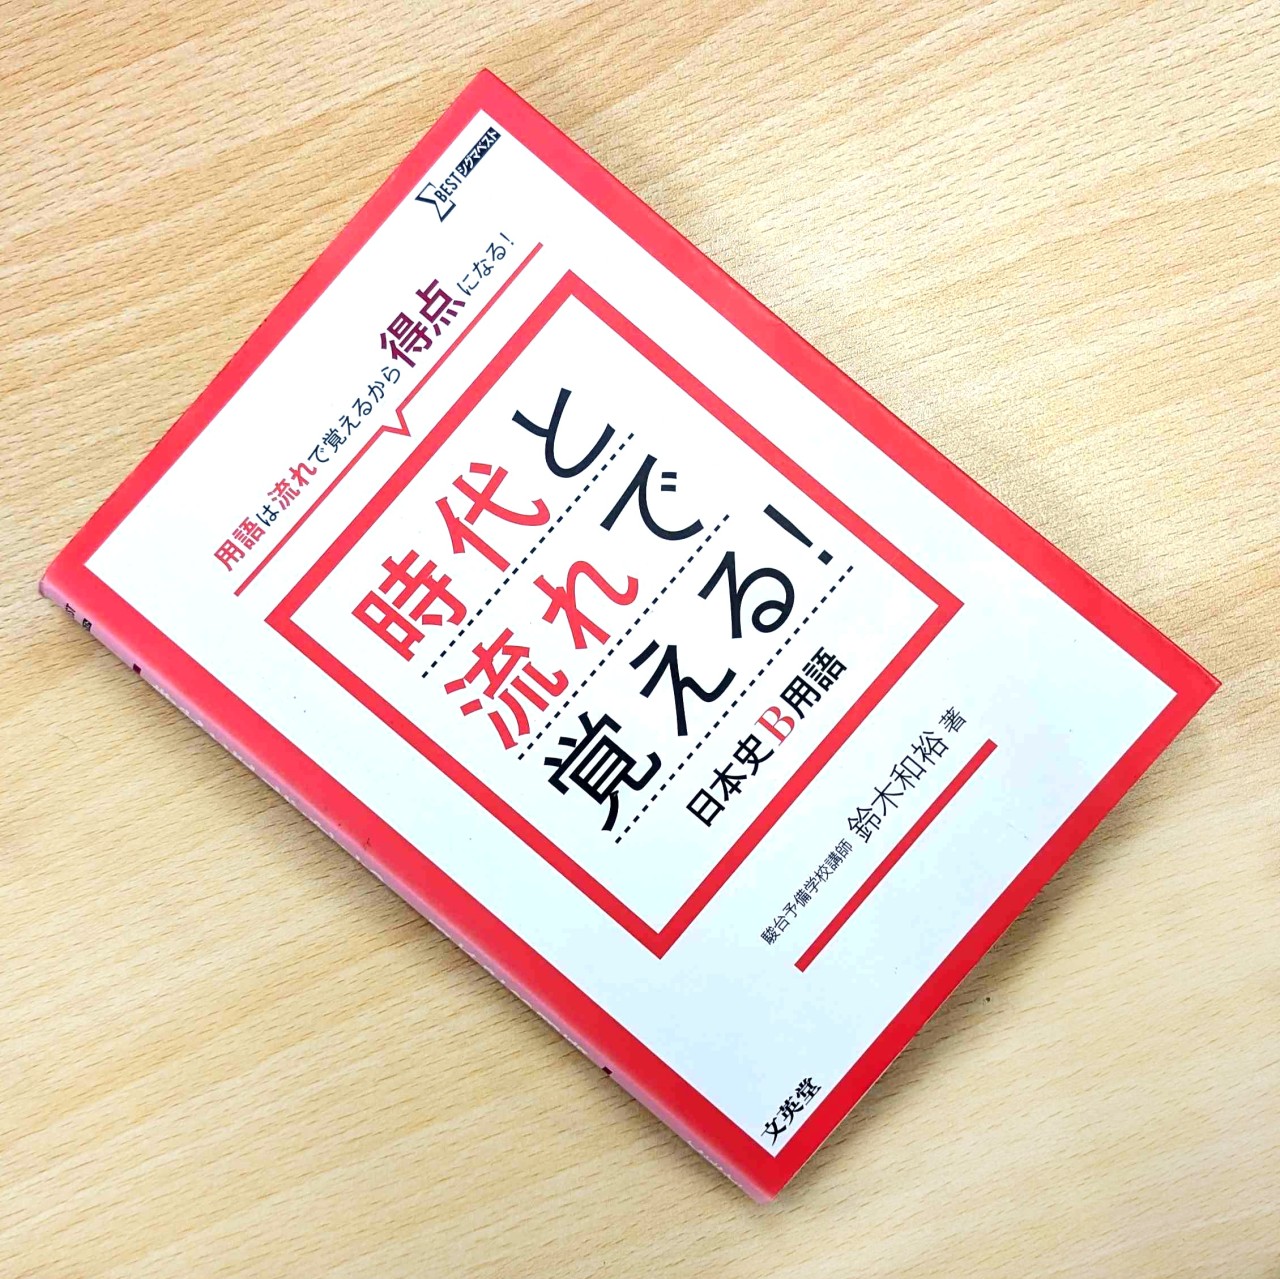 ΣBEST シグマベスト
用語は流れで覚えるから得点になる!
時代と
流れで
覚える!
日本史B用語
駿台予備学校講師 鈴木和裕 著
文英堂